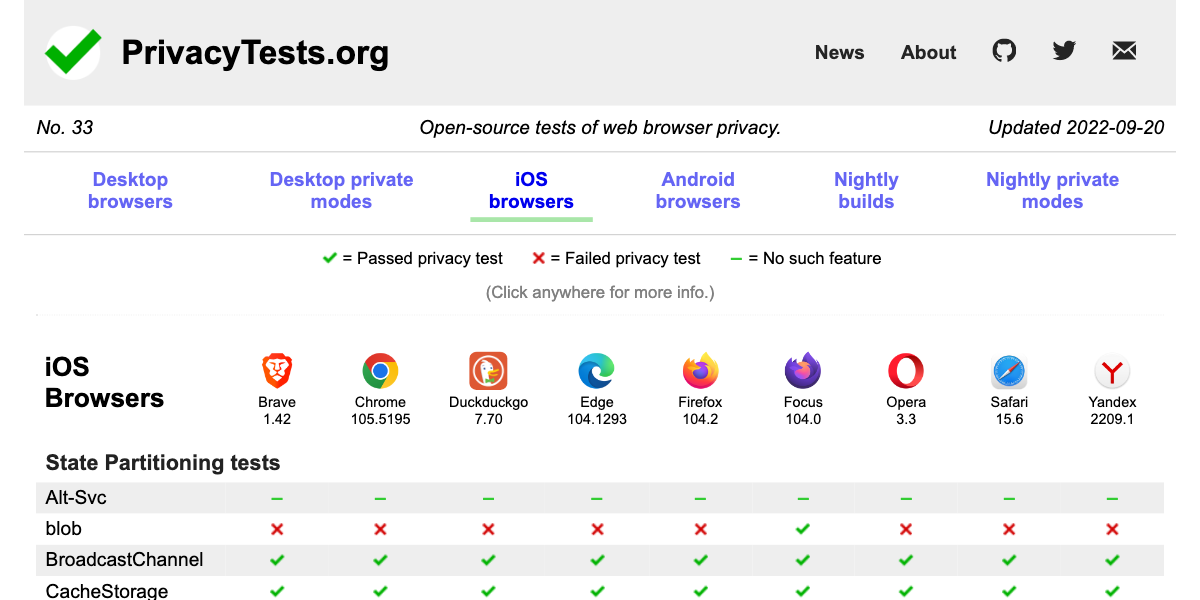 PrivacyTests.org
News About
No. 33 Open-source tests of web browser privacy. Updated 2022-09-20
Desktop browsers Desktop private modes iOS browsers Android browsers Nightly builds Nightly private modes
= Passed privacy test = Failed privacy test = No such feature
(Click anywhere for more info.)
iOS Browsers
Brave 1.42
Chrome 105.5195
Duckduckgo 7.70
Edge 104.1293
Firefox 104.2
Focus 104.0
Opera 3.3
Safari 15.6
Yandex 2209.1
State Partitioning tests
Alt-Svc
blob
BroadcastChannel
CacheStorage